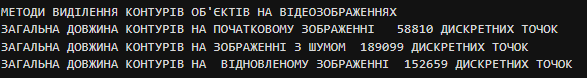 МЕТОДИ ВИДІЛЕННЯ КОНТУРІВ ОБ'ЄКТІВ НА ВІДЕОЗОБРАЖЕННЯХ
ЗАГАЛЬНА ДОВЖИНА КОНТУРІВ НА ПОЧАТКОВОМУ ЗОБРАЖЕННІ   58810 ДИСКРЕТНИХ ТОЧОК
ЗАГАЛЬНА ДОВЖИНА КОНТУРІВ НА ЗОБРАЖЕННІ З ШУМОМ  189099 ДИСКРЕТНИХ ТОЧОК
ЗАГАЛЬНА ДОВЖИНА КОНТУРІВ НА  ВІДНОВЛЕНОМУ ЗОБРАЖЕННІ  152659 ДИСКРЕТНИХ ТОЧОК